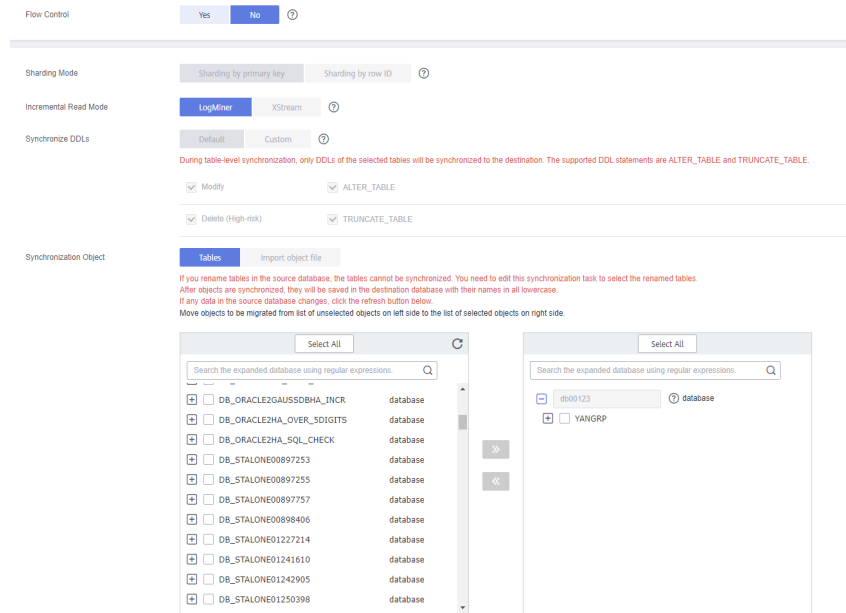 Flow Control Yes No
Sharding Mode Sharding by primary key Sharding by row ID
Incremental Read Mode LogMiner XStream
Synchronize DDLs Default Custom
During table-level synchronization, only DDLs of the selected tables will be synchronized to the destination. The supported DDL statements are ALTER_TABLE and TRUNCATE_TABLE.
Modify ALTER_TABLE
Delete (High-risk) TRUNCATE_TABLE
Synchronization Object Tables Import object file
If you rename tables in the source database, the tables cannot be synchronized. You need to edit this synchronization task to select the renamed tables.
After objects are synchronized, they will be saved in the destination database with their names in all lowercase.
If any data in the source database changes, click the refresh button below.
Move objects to be migrated from list of unselected objects on left side to the list of selected objects on right side.
Select All
Search the expanded database using regular expressions.
DB_ORACLE2GAUSSDBHA_INCR database
DB_ORACLE2HA_OVER_5DIGITS database
DB_ORACLE2HA_SQL_CHECK database
DB_STALONE00897253 database
DB_STALONE00897255 database
DB_STALONE00897757 database
DB_STALONE00898406 database
DB_STALONE01227214 database
DB_STALONE01241610 database
DB_STALONE01242905 database
DB_STALONE01250398 database
Select All
Search the expanded database using regular expressions.
db00123 database
YANGRP